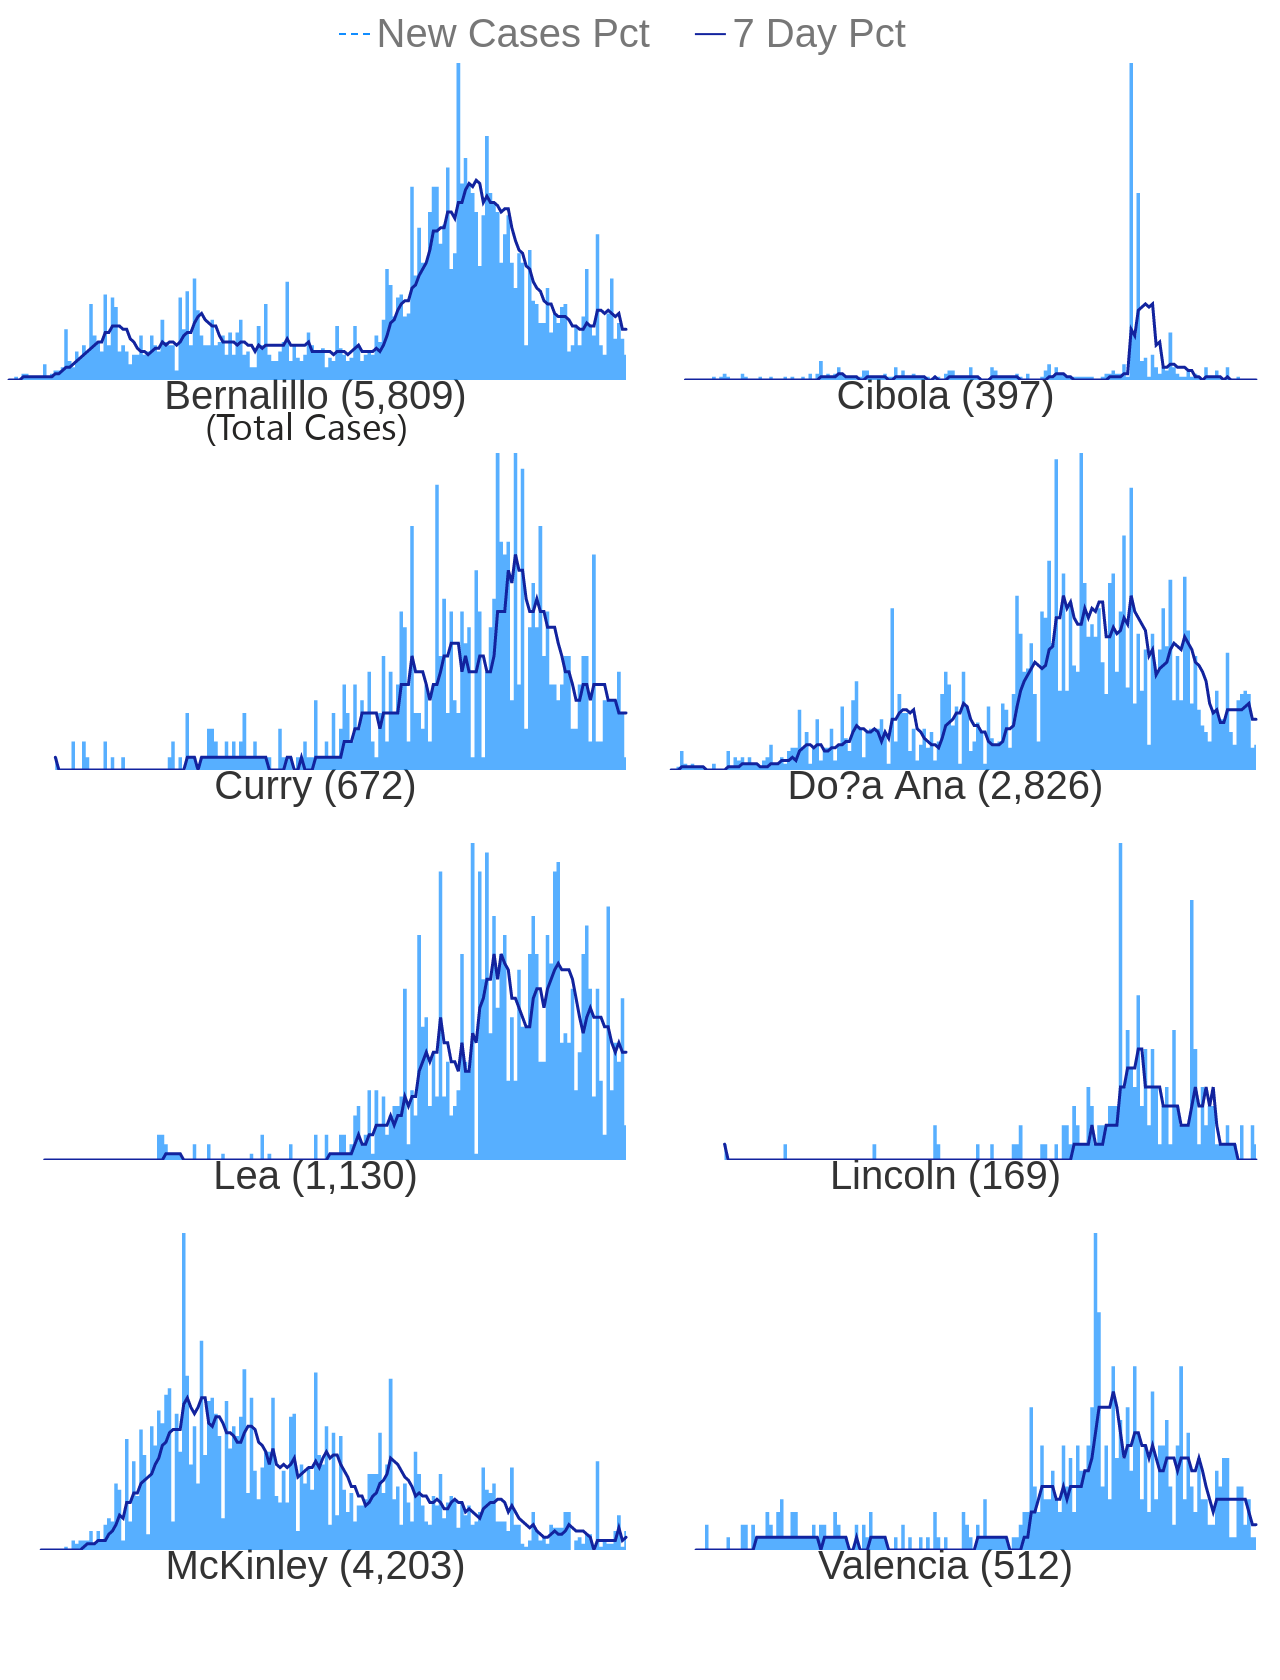 New Cases Pct 7 Day Pct
Bernalillo (5,809) Cibola (397)
(Total Cases)
Curry (672) Do?a Ana (2,826)
Lea (1,130) Lincoln (169)
McKinley (4,203) Valencia (512)